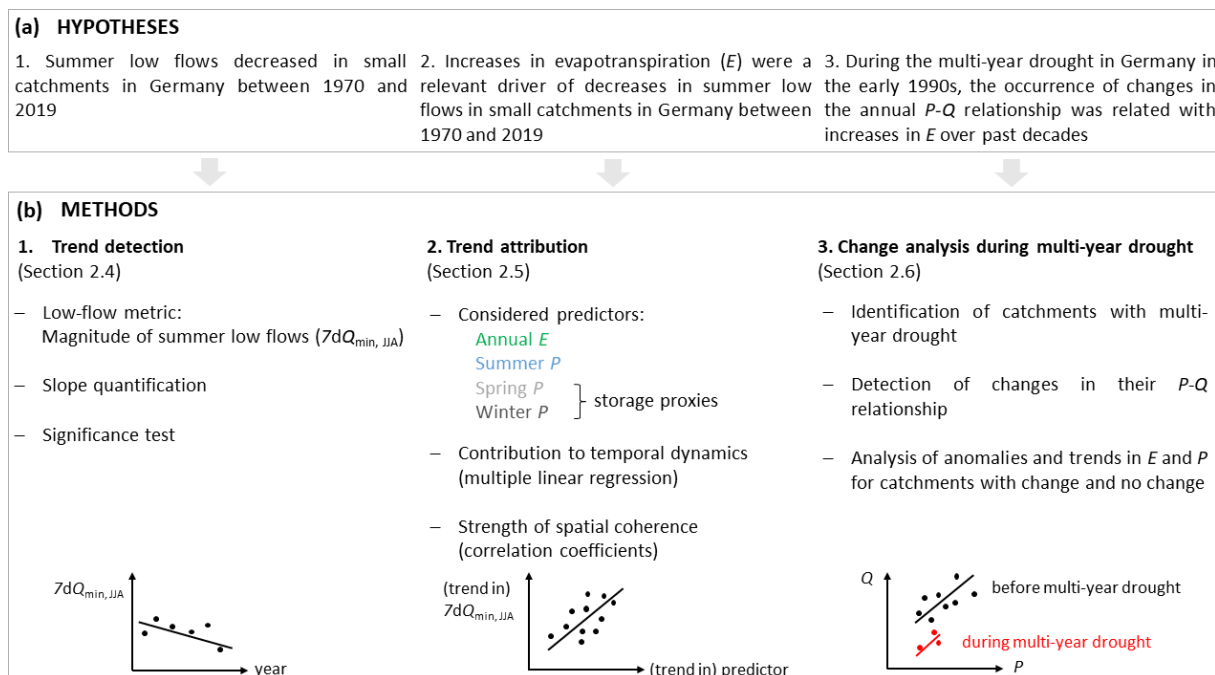 (a) HYPOTHESES
1. Summer low flows decreased in small
catchments in Germany between 1970 and
2019
2. Increases in evapotranspiration (E) were a
relevant driver of decreases in summer low
flows in small catchments in Germany between
1970 and 2019
3. During the multi-year drought in Germany in
the early 1990s, the occurrence of changes in
the annual P-Q relationship was related with
increases in E over past decades
(b) METHODS
1. Trend detection
(Section 2.4)
– Low-flow metric:
Magnitude of summer low flows (7dQmin, JJA)
– Slope quantification
– Significance test
7dQmin, JJA
year
2. Trend attribution
(Section 2.5)
– Considered predictors:
Annual E
Summer P
Spring P
Winter P
storage proxies
– Contribution to temporal dynamics
(multiple linear regression)
– Strength of spatial coherence
(correlation coefficients)
(trend in)
7dQmin, JJA
(trend in) predictor
3. Change analysis during multi-year drought
(Section 2.6)
– Identification of catchments with multi-
year drought
– Detection of changes in their P-Q
relationship
– Analysis of anomalies and trends in E and P
for catchments with change and no change
Q
before multi-year drought
during multi-year drought
P